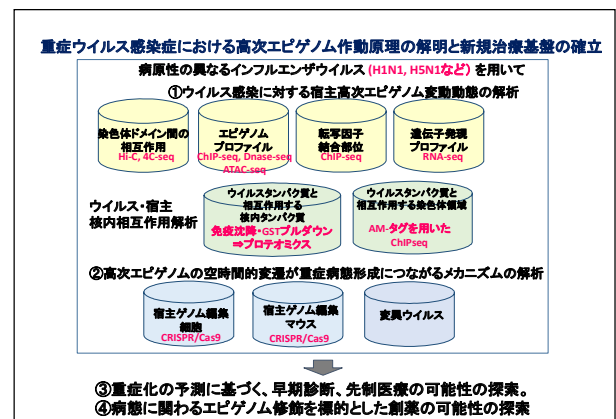 重症ウイルス感染症における高次エピゲノム作動原理の解明と新規治療基盤の確立
病原性の異なるインフルエンザウイルス(H1N1, H5N1など) を用いて
①ウイルス感染に対する宿主高次エピゲノム変動動態の解析
染色体ドメイン間の
相互作用
Hi-C, 4C-seq
エピゲノム
プロファイル
ChIP-seq, Dnase-seq
ATAC-seq
転写因子
結合部位
ChIP-seq
遺伝子発現
プロファイル
RNA-seq
ウイルス・宿主
核内相互作用解析
ウイルスタンパク質と
相互作用する
核内タンパク質
免疫沈降・GSTプルダウン
⇒プロテオミクス
ウイルスタンパク質と
相互作用する染色体領域
AM-タグを用いた
ChIPseq
②高次エピゲノムの空時間的変遷が重症病態形成につながるメカニズムの解析
宿主ゲノム編集
細胞
CRISPR/Cas9
宿主ゲノム編集
マウス
CRISPR/Cas9
変異ウイルス
③重症化の予測に基づく、早期診断、先制医療の可能性の探索。
④病態に関わるエピゲノム修飾を標的とした創薬の可能性の探索